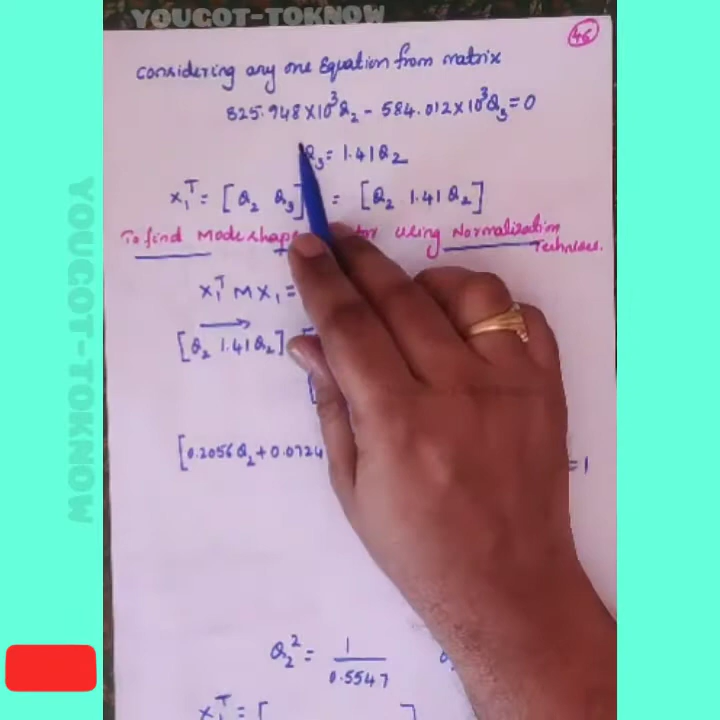 YOUCOT-TOKNOW
46
Considering any one Equation from matrix
825.948×10³Q₂ - 584.012×10³Q₃=0
Q₃= 1.41Q₂
x₁ᵀ= [Q₂ Q₃] = [Q₂ 1.41Q₂]
To find Mode shape using Normalization
Technique.
x₁ᵀ M x₁ =
[Q₂ 1.41Q₂] [
[
[0.2056Q₂+0.0724 =1
Q₂² = 1
0.5547
x₁ᵀ= [ ]
YOUCOT-TOKNOW